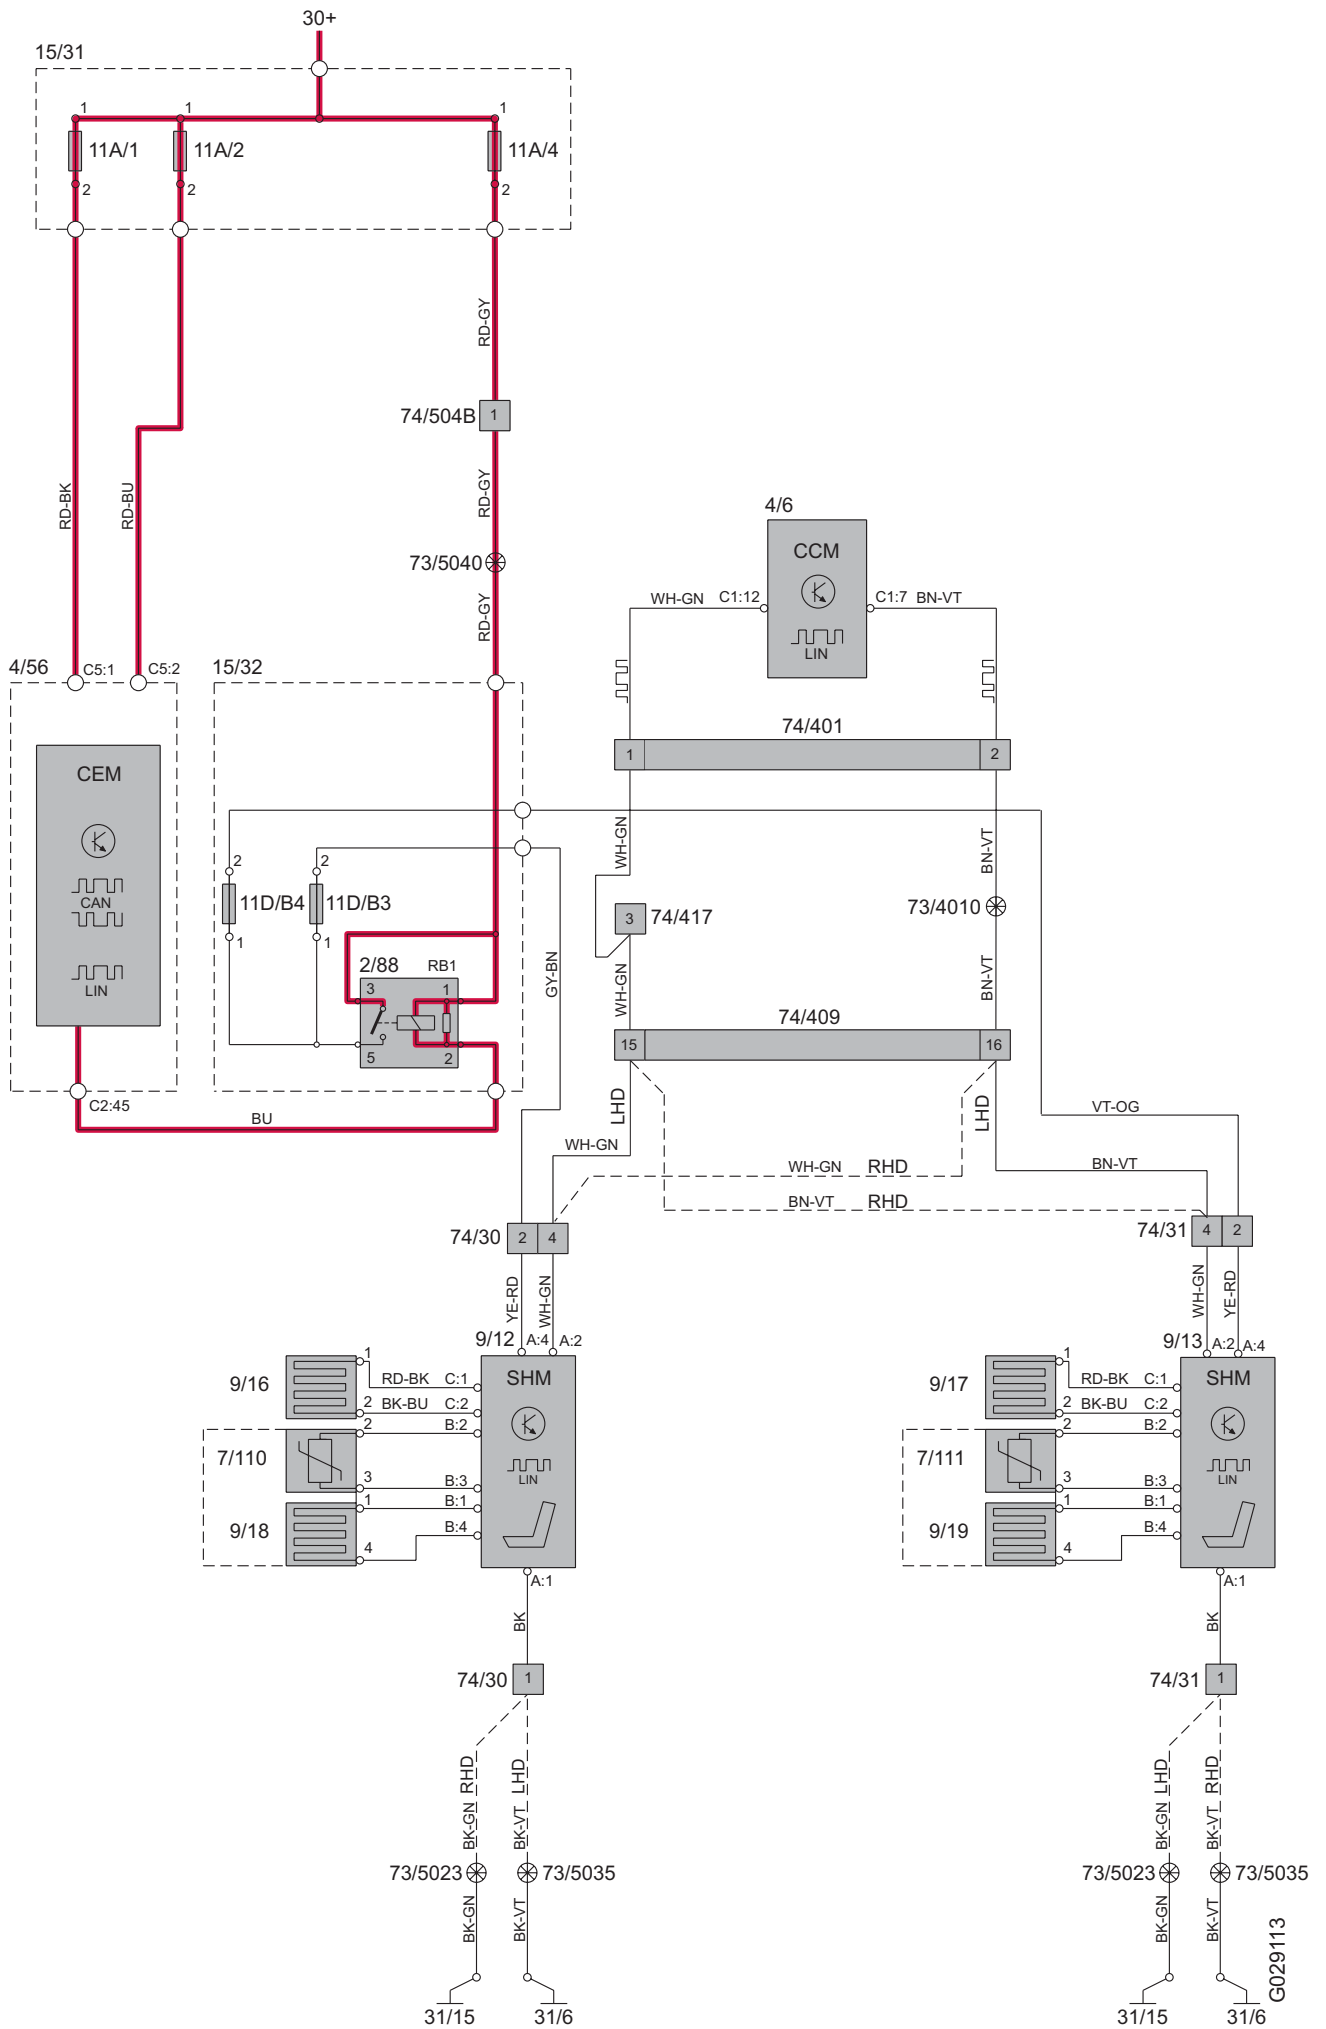 30+
15/31
1 1 1
11A/1 11A/2 11A/4
2 2 2
RD-GY
74/504B 1
RD-BK RD-BU RD-GY
4/6
73/5040
CCM
WH-GN C1:12 C1:7 BN-VT
RD-GY
LIN
4/56 C5:1 C5:2 15/32
74/401
1 2
CEM
WH-GN BN-VT
2 2
CAN 11D/B4 11D/B3
3 74/417 73/4010
1 1
2/88 RB1 GY-BN
LIN
3 1
WH-GN BN-VT
74/409
15 16
5 2
C2:45
BU
LHD LHD
VT-OG
WH-GN
WH-GN RHD
BN-VT
BN-VT RHD
74/30 2 4
74/31 4 2
YE-RD WH-GN
WH-GN YE-RD
9/12 A:4 A:2
9/13 A:2 A:4
9/16 1 RD-BK C:1 SHM
2 BK-BU C:2
7/110 2 B:2
LIN
3 B:3
9/18 1 B:1
4 B:4
A:1
BK
74/30 1
RHD LHD
BK-GN BK-VT
73/5023 73/5035
BK-GN BK-VT
31/15 31/6
9/17 1 RD-BK C:1 SHM
2 BK-BU C:2
7/111 2 B:2
LIN
3 B:3
9/19 1 B:1
4 B:4
A:1
BK
74/31 1
LHD RHD
BK-GN BK-VT
73/5023 73/5035
BK-GN BK-VT
31/15 31/6
G029113